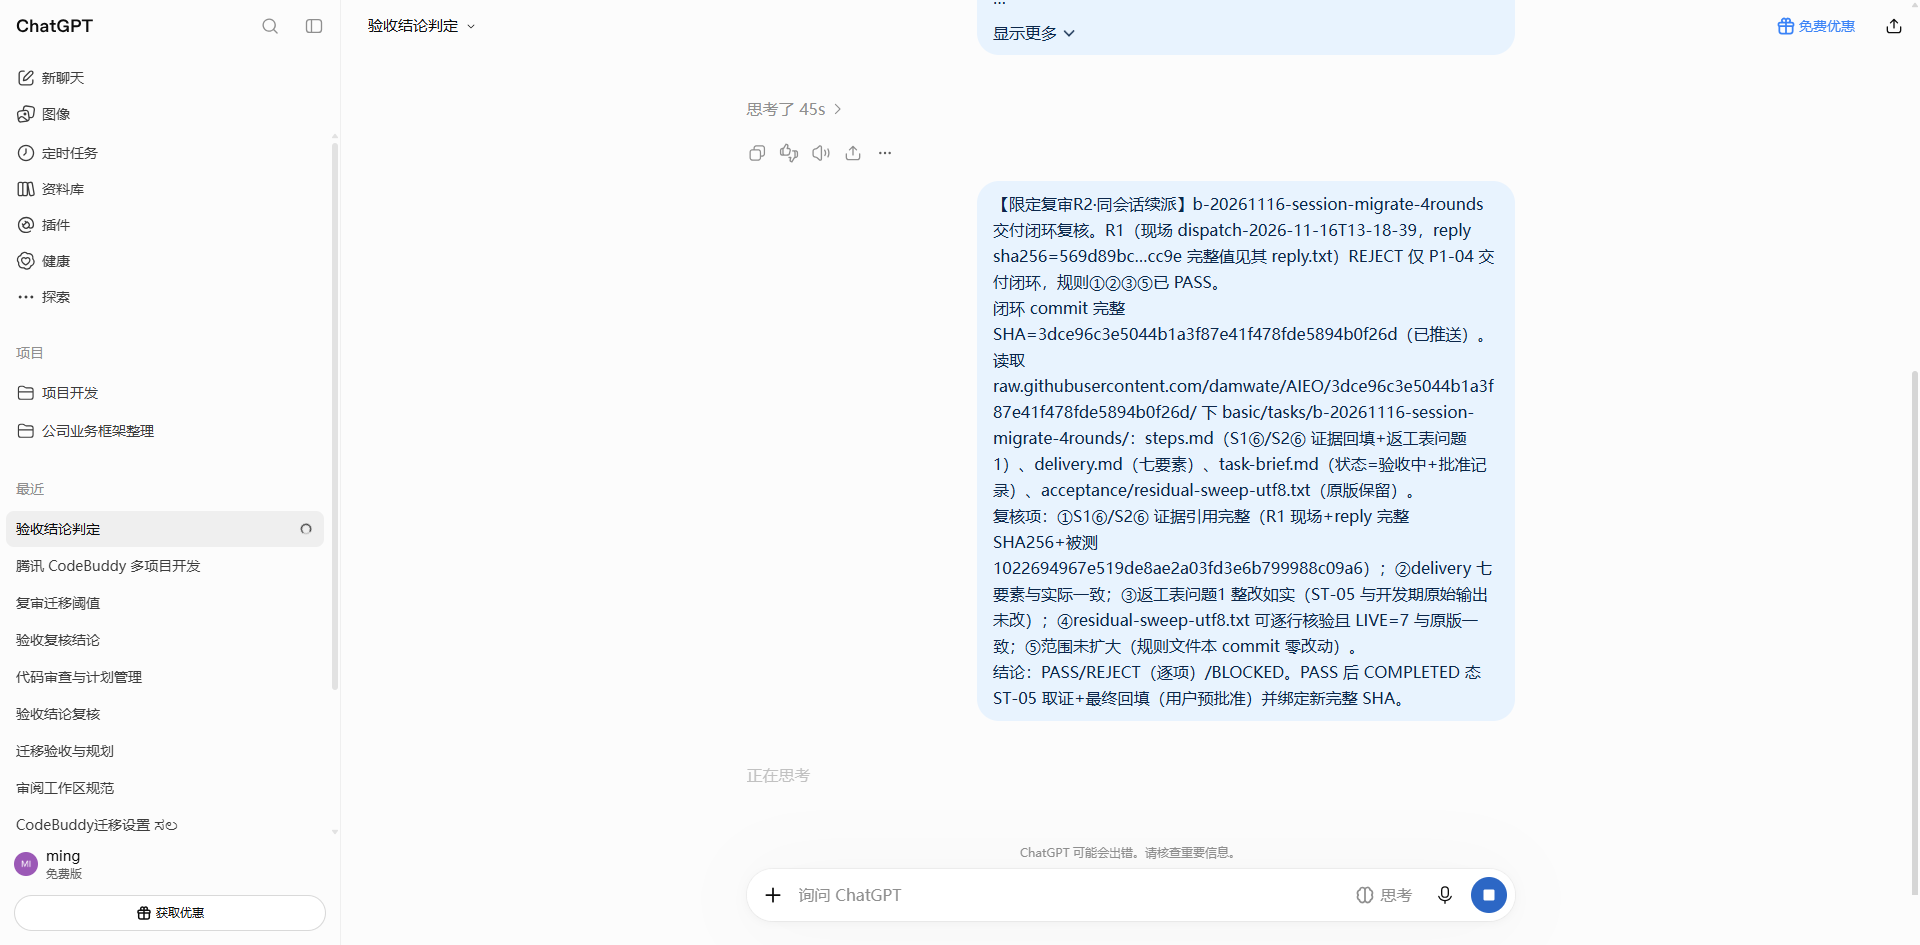 ChatGPT
新聊天
图像
定时任务
资料库
插件
健康
探索
项目
项目开发
公司业务框架整理
最近
验收结论判定
腾讯 CodeBuddy 多项目开发
复审迁移阈值
验收复核结论
代码审查与计划管理
验收结论复核
迁移验收与规划
审阅工作区规范
CodeBuddy迁移设置
MI
ming
免费版
获取优惠
验收结论判定
免费优惠
...
显示更多
思考了 45s
【限定复审R2·同会话续派】b-20261116-session-migrate-4rounds
交付闭环复核。R1（现场 dispatch-2026-11-16T13-18-39，reply
sha256=569d89bc…cc9e 完整值见其 reply.txt）REJECT 仅 P1-04 交
付闭环，规则①②③⑤已 PASS。
闭环 commit 完整
SHA=3dce96c3e5044b1a3f87e41f478fde5894b0f26d（已推送）。
读取
raw.githubusercontent.com/damwate/AIEO/3dce96c3e5044b1a3f
87e41f478fde5894b0f26d/ 下 basic/tasks/b-20261116-session-
migrate-4rounds/：steps.md（S1⑥/S2⑥ 证据回填+返工表问题
1）、delivery.md（七要素）、task-brief.md（状态=验收中+批准记
录）、acceptance/residual-sweep-utf8.txt（原版保留）。
复核项：①S1⑥/S2⑥ 证据引用完整（R1 现场+reply 完整
SHA256+被测
1022694967e519de8ae2a03fd3e6b799988c09a6）；②delivery 七
要素与实际一致；③返工表问题1 整改如实（ST-05 与开发期原始输出
未改）；④residual-sweep-utf8.txt 可逐行核验且 LIVE=7 与原版一
致；⑤范围未扩大（规则文件本 commit 零改动）。
结论：PASS/REJECT（逐项）/BLOCKED。PASS 后 COMPLETED 态
ST-05 取证+最终回填（用户预批准）并绑定新完整 SHA。
正在思考
ChatGPT 可能会出错。请核查重要信息。
询问 ChatGPT
思考